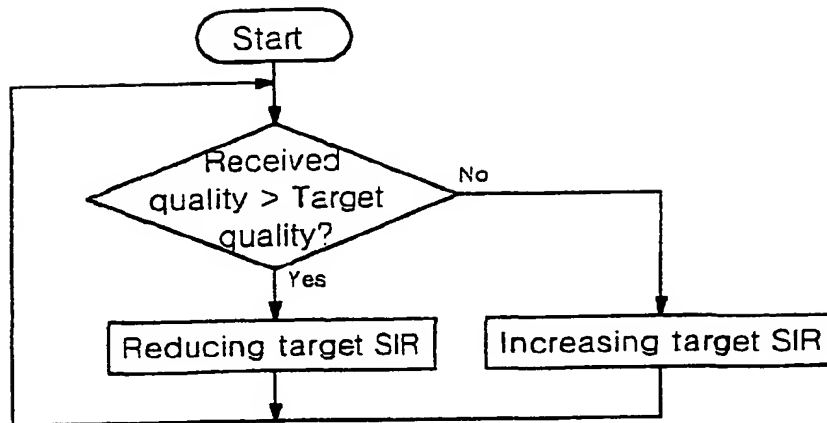 Start
Received
quality > Target
quality?
No
Yes
Reducing target SIR
Increasing target SIR